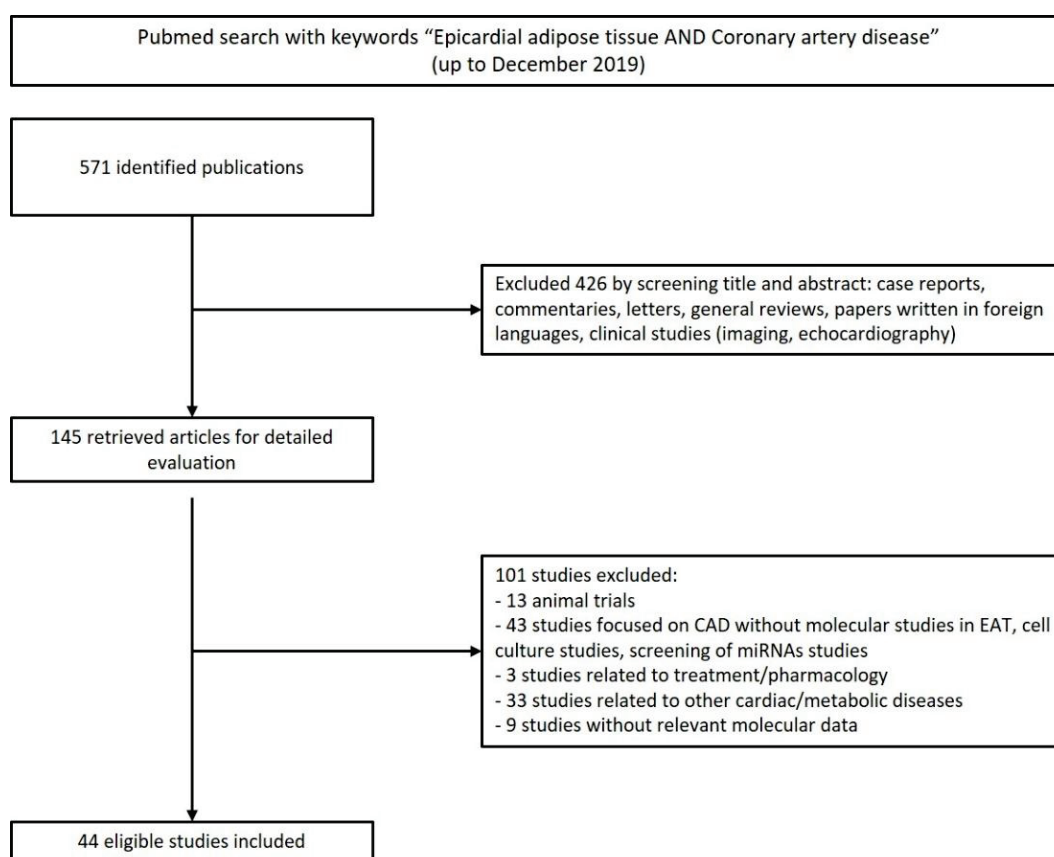 Pubmed search with keywords “Epicardial adipose tissue AND Coronary artery disease”
(up to December 2019)
571 identified publications
Excluded 426 by screening title and abstract: case reports,
commentaries, letters, general reviews, papers written in foreign
languages, clinical studies (imaging, echocardiography)
145 retrieved articles for detailed
evaluation
101 studies excluded:
- 13 animal trials
- 43 studies focused on CAD without molecular studies in EAT, cell
culture studies, screening of miRNAs studies
- 3 studies related to treatment/pharmacology
- 33 studies related to other cardiac/metabolic diseases
- 9 studies without relevant molecular data
44 eligible studies included